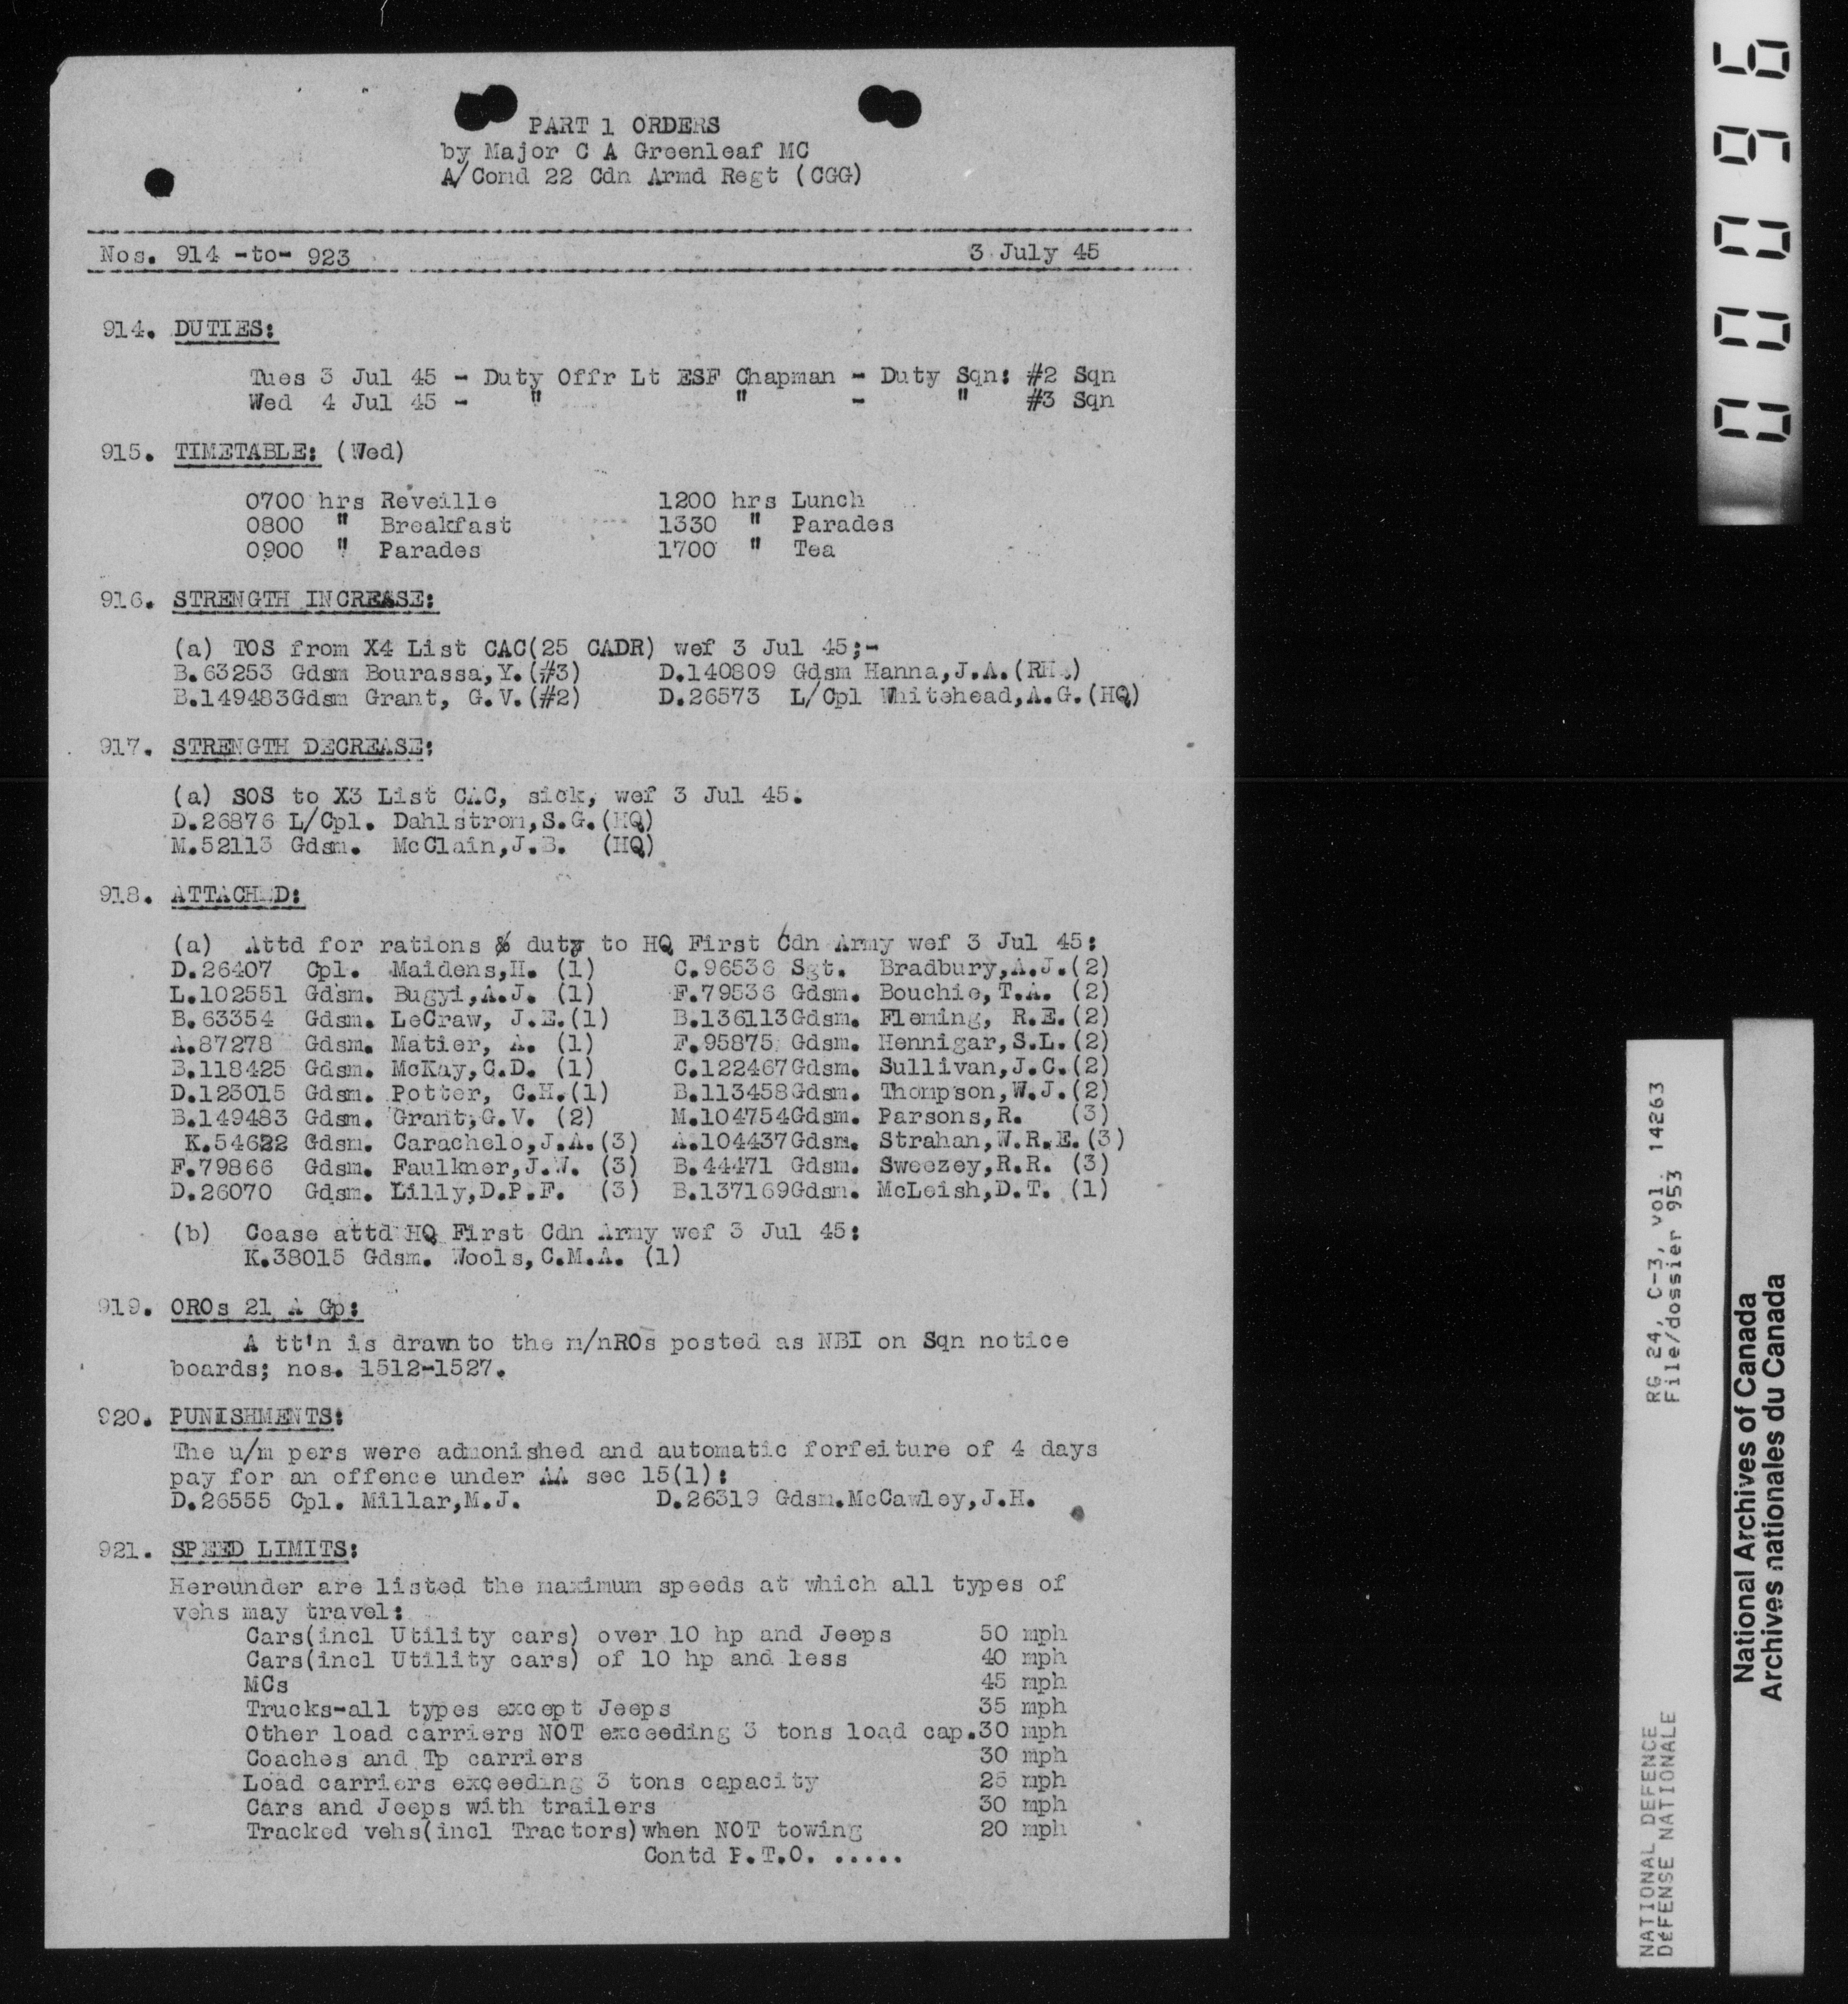 PART 1 ORDERS
by Major C A Greenleaf MC
A/Comd 22 Cdn Armd Regt (CGG)
Nos. 914 -to- 923 3 July 45
914. DUTIES:
Tues 3 Jul 45 - Duty Offr Lt ESF Chapman - Duty Sqn: #2 Sqn
Wed 4 Jul 45 - " " - " #3 Sqn
915. TIMETABLE: (Wed)
0700 hrs Reveille 1200 hrs Lunch
0800 " Breakfast 1330 " Parades
0900 " Parades 1700 " Tea
916. STRENGTH INCREASE:
(a) TOS from X4 List CAC(25 CADR) wef 3 Jul 45;-
B.63253 Gdsm Bourassa,Y.(#3) D.140809 Gdsm Hanna,J.A.(RHQ)
B.149483Gdsm Grant, G.V.(#2) D.26573 L/Cpl Whitehead,A.G.(HQ)
917. STRENGTH DECREASE:
(a) SOS to X3 List CAC, sick, wef 3 Jul 45.
D.26876 L/Cpl. Dahlstrom,S.G.(HQ)
M.52113 Gdsm. McClain,J.B. (HQ)
918. ATTACHED:
(a) Attd for rations & duty to HQ First Cdn Army wef 3 Jul 45:
D.26407 Cpl. Maidens,H. (1) C.96536 Sgt. Bradbury,A.J.(2)
L.102551 Gdsm. Bugyi,A.J. (1) F.79536 Gdsm. Bouchie,T.A. (2)
B.63354 Gdsm. LeCraw, J.E.(1) B.136113Gdsm. Fleming, R.E.(2)
A.87278 Gdsm. Matier, A. (1) F.95875 Gdsm. Hennigar,S.L.(2)
B.118425 Gdsm. McKay,C.D. (1) C.122467Gdsm. Sullivan,J.C.(2)
D.123015 Gdsm. Potter, C.H.(1) B.113458Gdsm. Thompson,W.J.(2)
B.149483 Gdsm. Grant,G.V. (2) M.104754Gdsm. Parsons,R. (3)
K.54622 Gdsm. Carachelo,J.A.(3) A.104437Gdsm. Strahan,W.R.E.(3)
F.79866 Gdsm. Faulkner,J.W. (3) B.44471 Gdsm. Sweezey,R.R. (3)
D.26070 Gdsm. Lilly,D.P.F. (3) B.137169Gdsm. McLeish,D.T. (1)
(b) Cease attd HQ First Cdn Army wef 3 Jul 45:
K.38015 Gdsm. Wools,C.M.A. (1)
919. OROs 21 A Gp:
A tt'n is drawn to the m/nROs posted as NBI on Sqn notice
boards; nos. 1512-1527.
920. PUNISHMENTS:
The u/m pers were admonished and automatic forfeiture of 4 days
pay for an offence under AA sec 15(1):
D.26555 Cpl. Millar,M.J. D.26319 Gdsm.McCawley,J.H.
921. SPEED LIMITS:
Hereunder are listed the maximum speeds at which all types of
vehs may travel:
Cars(incl Utility cars) over 10 hp and Jeeps 50 mph
Cars(incl Utility cars) of 10 hp and less 40 mph
MCs 45 mph
Trucks-all types except Jeeps 35 mph
Other load carriers NOT exceeding 3 tons load cap.30 mph
Coaches and Tp carriers 30 mph
Load carriers exceeding 3 tons capacity 25 mph
Cars and Jeeps with trailers 30 mph
Tracked vehs(incl Tractors)when NOT towing 20 mph
Contd P.T.O. .....
000096
RG 24, C-3, vol. 14263
File/dossier 953
NATIONAL DEFENCE
DÉFENSE NATIONALE
National Archives of Canada
Archives nationales du Canada